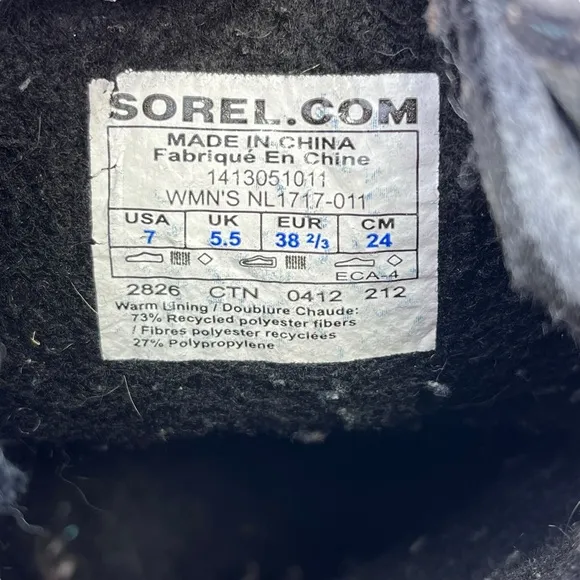 SOREL.COM
MADE IN CHINA
Fabriqué En Chine
1413051011
WMN'S NL1717-011
USA UK EUR CM
7 5.5 38 2/3 24
ECA-4
2826 CTN 0412 212
Warm Lining / Doublure Chaude:
73% Recycled polyester fibers
/ Fibres polyester recyclees
27% Polypropylene